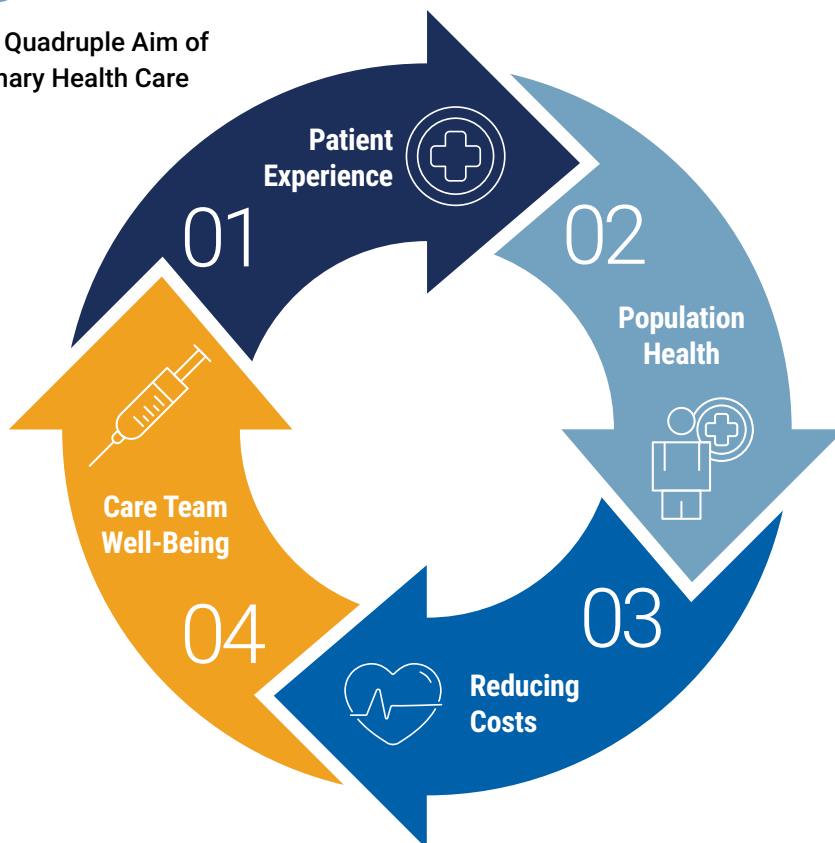 Quadruple Aim of
Health Care
Patient
Experience
01
02
Population
Health
Care Team
Well-Being
04
03
Reducing
Costs